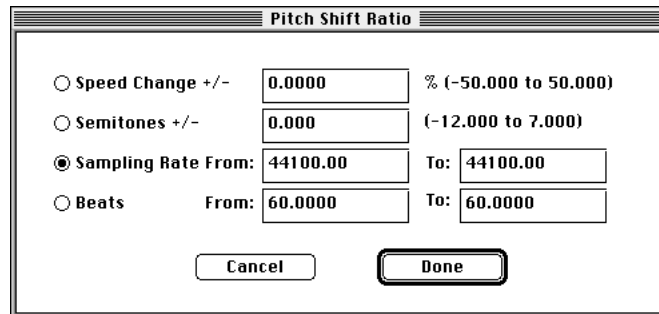 Pitch Shift Ratio
Speed Change +/- 0.0000 % (-50.000 to 50.000)
Semitones +/- 0.000 (-12.000 to 7.000)
Sampling Rate From: 44100.00 To: 44100.00
Beats From: 60.0000 To: 60.0000
Cancel Done